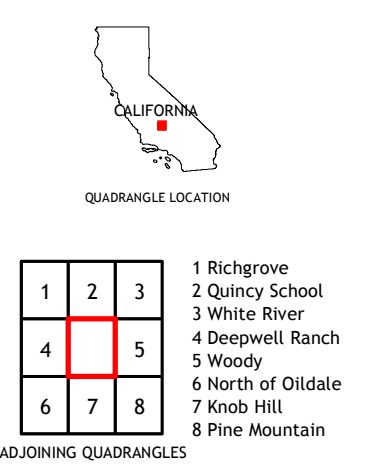 CALIFORNIA
QUADRANGLE LOCATION
1 2 3
4 5
6 7 8
1 Richgrove
2 Quincy School
3 White River
4 Deepwell Ranch
5 Woody
6 North of Oildale
7 Knob Hill
8 Pine Mountain
ADJOINING QUADRANGLES